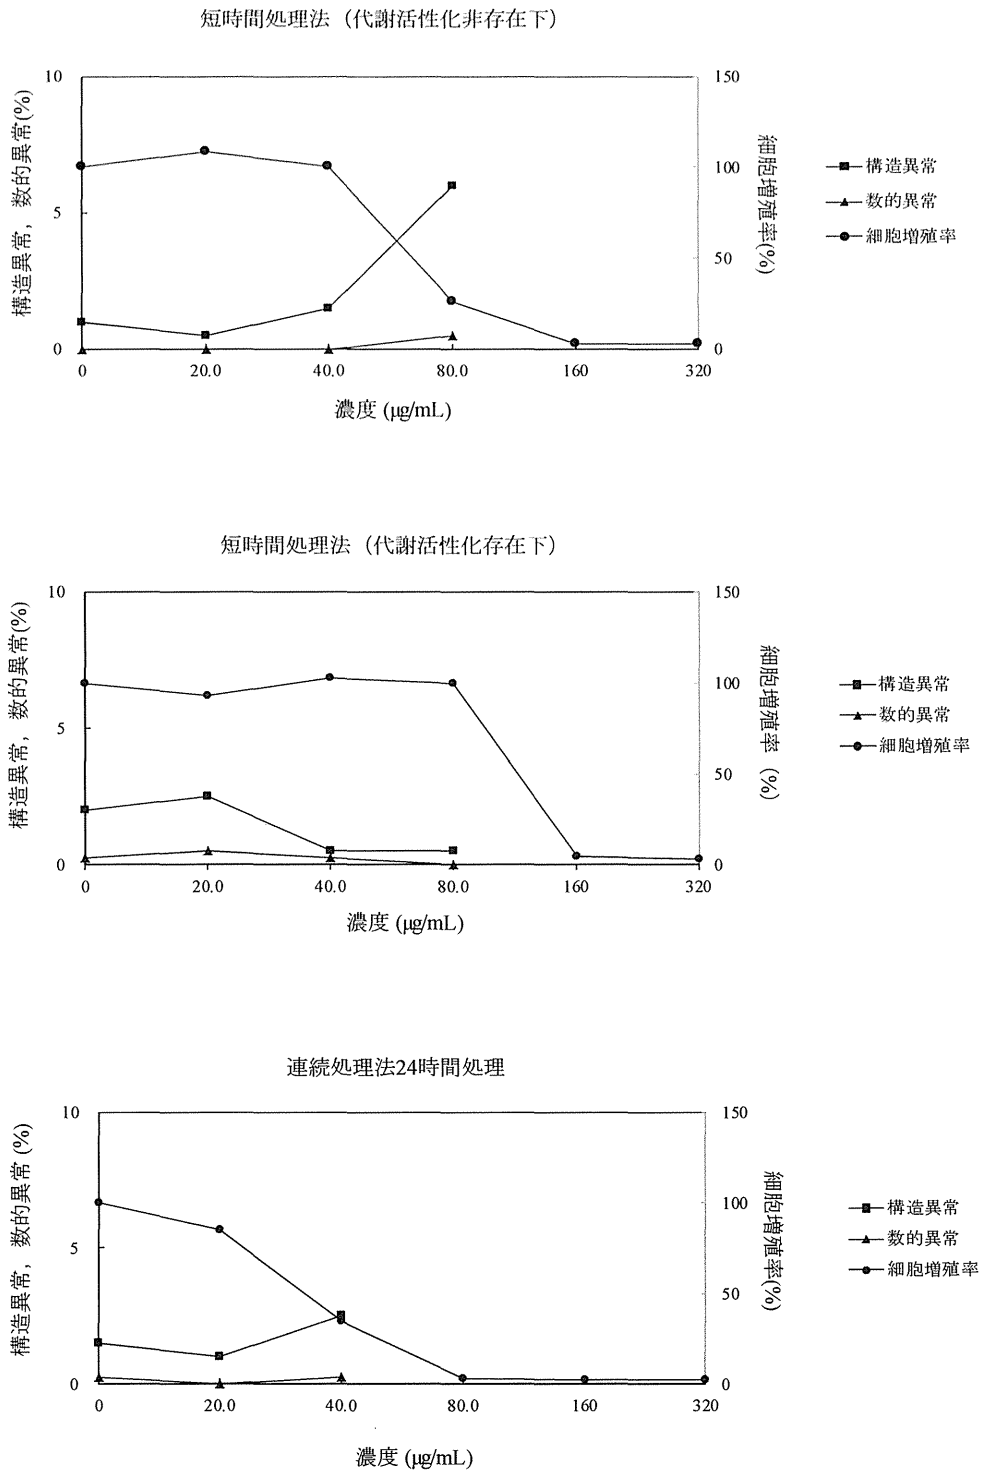 短時間処理法（代謝活性化非存在下）
構造異常，数的異常(%)
10
5
0
150
100
50
0
細胞増殖率(%)
構造異常
数的異常
細胞増殖率
0 20.0 40.0 80.0 160 320
濃度 (μg/mL)
短時間処理法（代謝活性化存在下）
構造異常，数的異常(%)
10
5
0
150
100
50
0
細胞増殖率 (%)
構造異常
数的異常
細胞増殖率
0 20.0 40.0 80.0 160 320
濃度 (μg/mL)
連続処理法24時間処理
構造異常，数的異常 (%)
10
5
0
150
100
50
0
細胞増殖率(%)
構造異常
数的異常
細胞増殖率
0 20.0 40.0 80.0 160 320
濃度 (μg/mL)